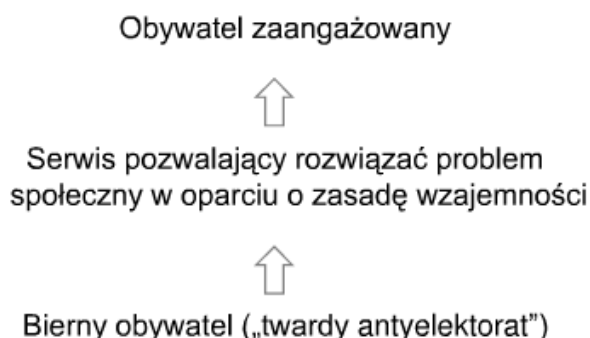 Obywatel zaangażowany
Serwis pozwalający rozwiązać problem
społeczny w oparciu o zasadę wzajemności
Bierny obywatel („twardy antyelektorat”)